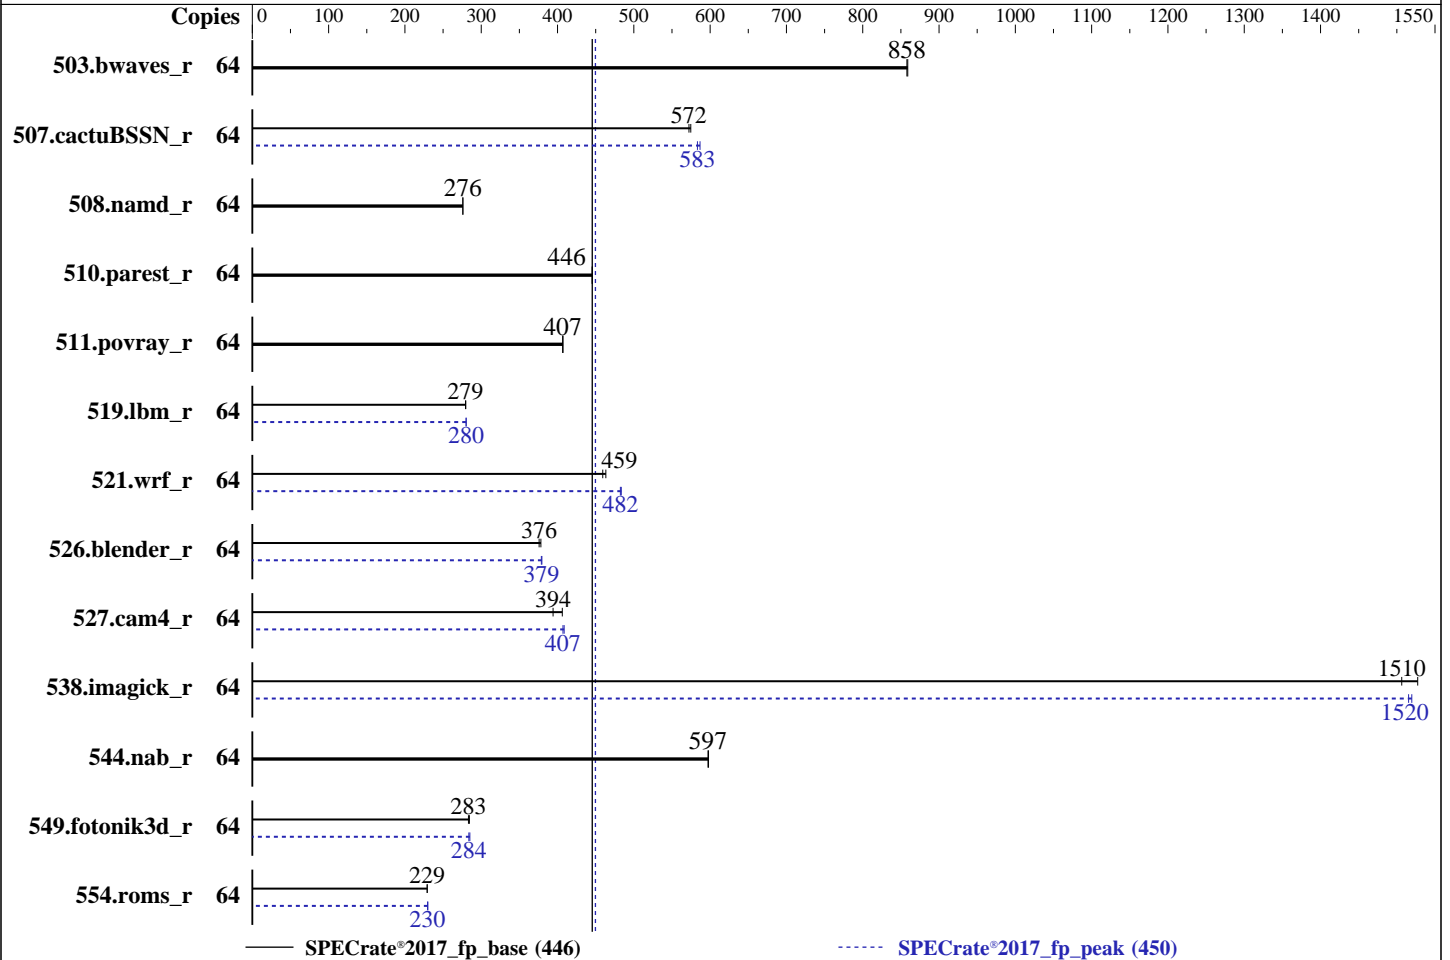 Copies 0 100 200 300 400 500 600 700 800 900 1000 1100 1200 1300 1400 1550
503.bwaves_r 64 858
507.cactuBSSN_r 64 572
583
508.namd_r 64 276
510.parest_r 64 446
511.povray_r 64 407
519.lbm_r 64 279
280
521.wrf_r 64 459
482
526.blender_r 64 376
379
527.cam4_r 64 394
407
538.imagick_r 64 1510
1520
544.nab_r 64 597
549.fotonik3d_r 64 283
284
554.roms_r 64 229
230
SPECrate®2017_fp_base (446) SPECrate®2017_fp_peak (450)